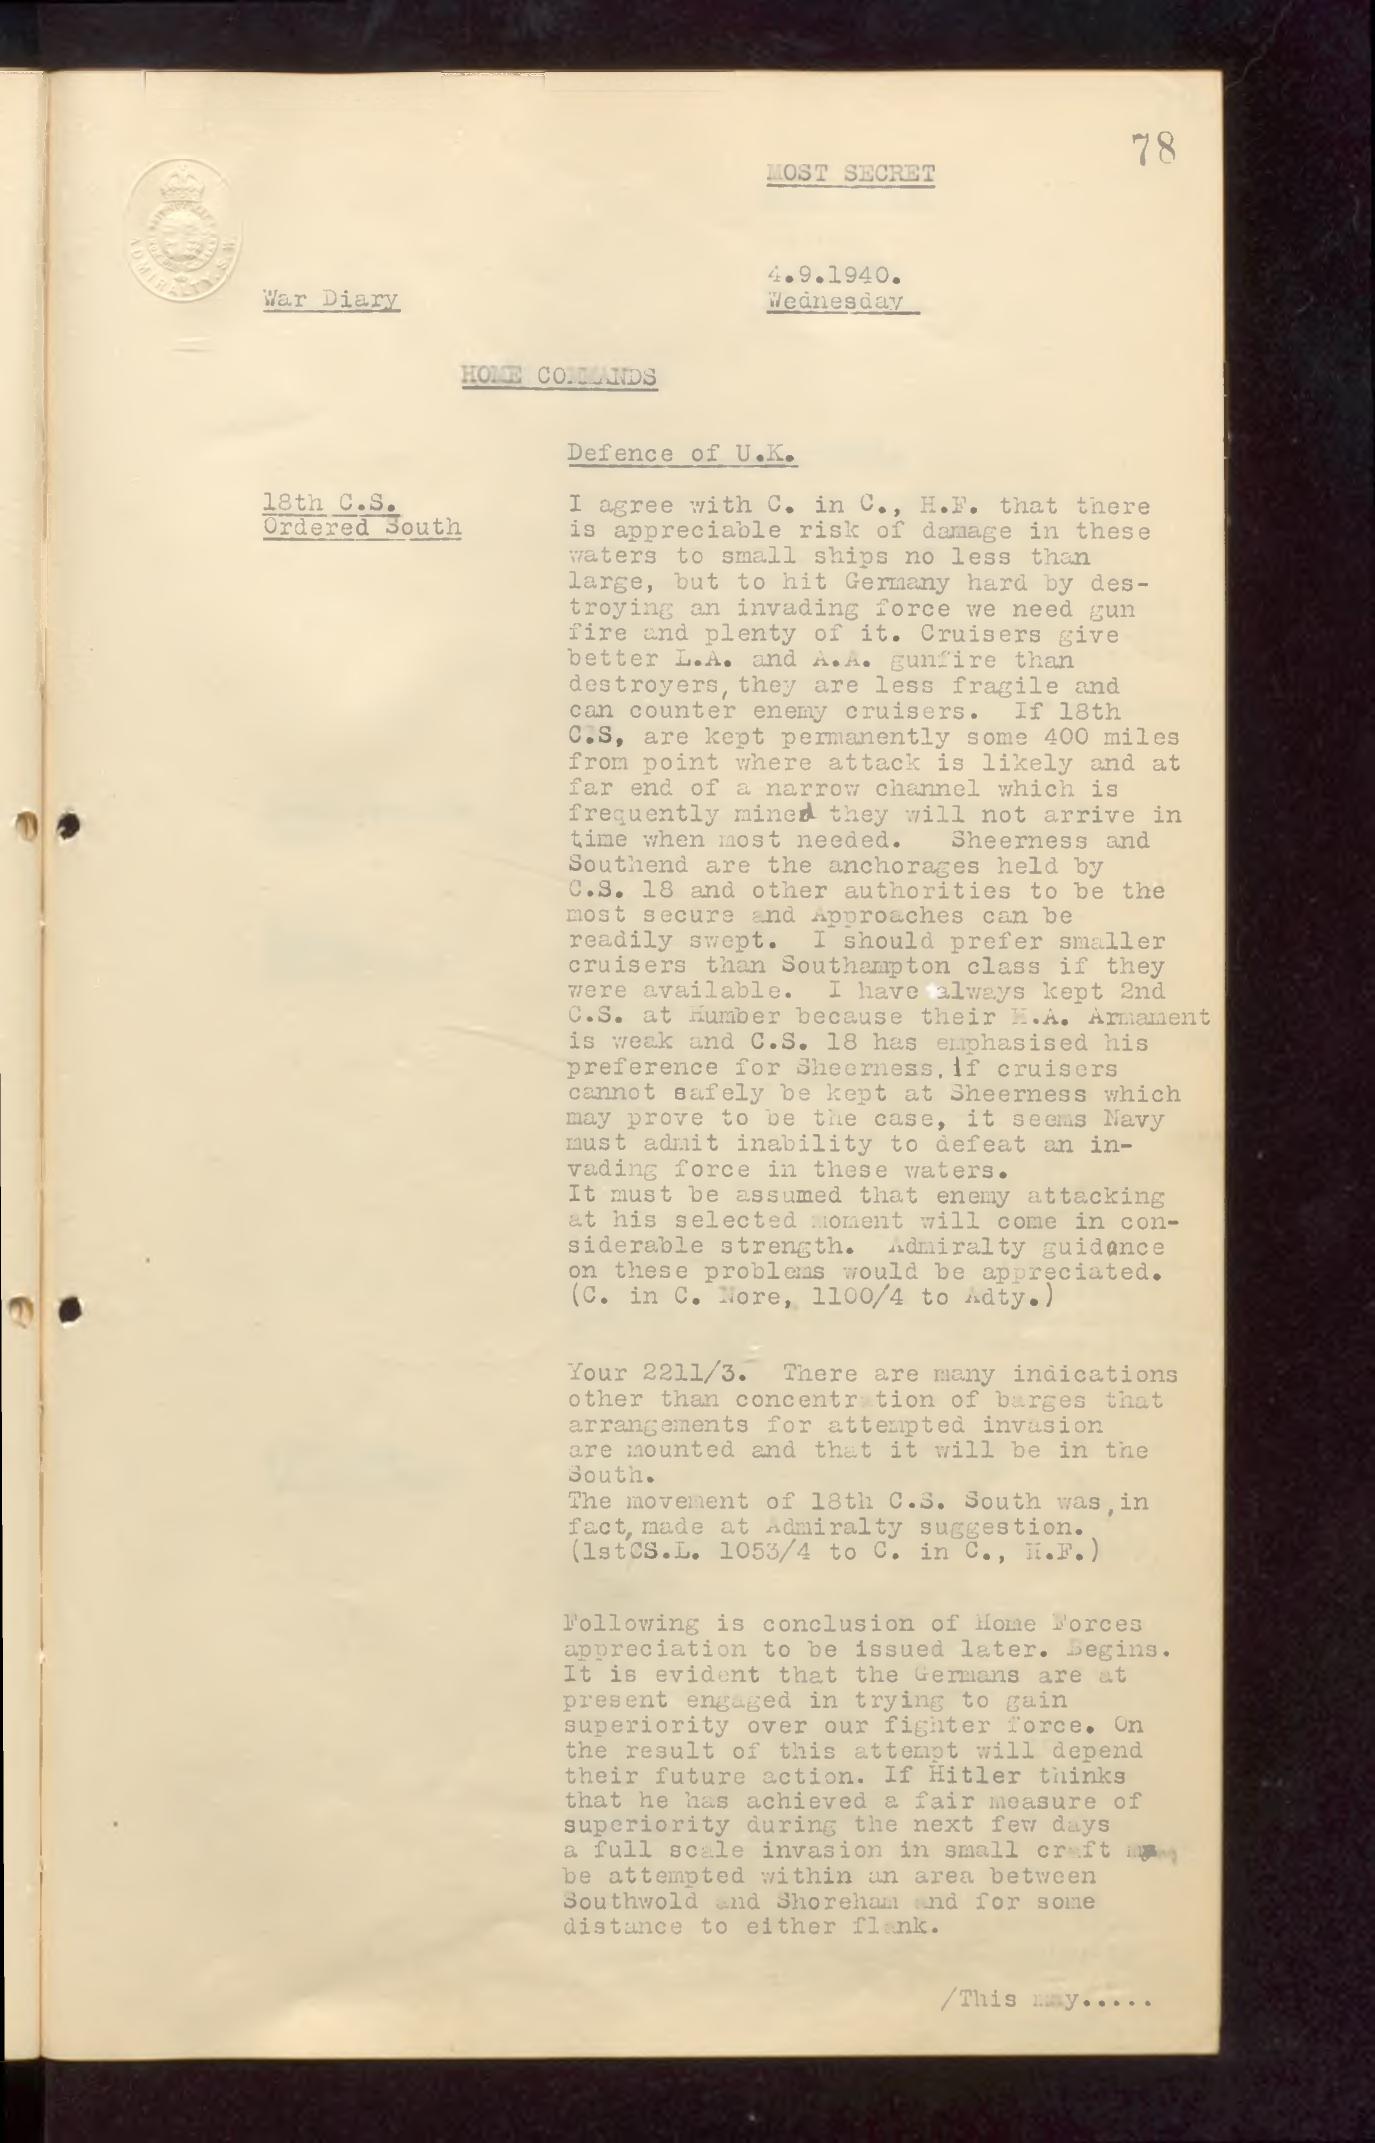 78
MOST SECRET
ADMIRALTY.S.W.
4.9.1940.
War Diary
Wednesday
HOME COMMANDS
Defence of U.K.
18th C.S.
Ordered South
I agree with C. in C., H.F. that there
is appreciable risk of damage in these
waters to small ships no less than
large, but to hit Germany hard by des-
troying an invading force we need gun
fire and plenty of it. Cruisers give
better L.A. and A.A. gunfire than
destroyers, they are less fragile and
can counter enemy cruisers. If 18th
C.S, are kept permanently some 400 miles
from point where attack is likely and at
far end of a narrow channel which is
frequently mined they will not arrive in
time when most needed. Sheerness and
Southend are the anchorages held by
C.S. 18 and other authorities to be the
most secure and Approaches can be
readily swept. I should prefer smaller
cruisers than Southampton class if they
were available. I have always kept 2nd
C.S. at Humber because their H.A. Armament
is weak and C.S. 18 has emphasised his
preference for Sheerness. if cruisers
cannot safely be kept at Sheerness which
may prove to be the case, it seems Navy
must admit inability to defeat an in-
vading force in these waters.
It must be assumed that enemy attacking
at his selected moment will come in con-
siderable strength. Admiralty guidance
on these problems would be appreciated.
(C. in C. Nore, 1100/4 to Adty.)
Your 2211/3. There are many indications
other than concentration of barges that
arrangements for attempted invasion
are mounted and that it will be in the
South.
The movement of 18th C.S. South was, in
fact, made at Admiralty suggestion.
(1stCS.L. 1053/4 to C. in C., H.F.)
Following is conclusion of Home Forces
appreciation to be issued later. Begins.
It is evident that the Germans are at
present engaged in trying to gain
superiority over our fighter force. On
the result of this attempt will depend
their future action. If Hitler thinks
that he has achieved a fair measure of
superiority during the next few days
a full scale invasion in small craft may
be attempted within an area between
Southwold and Shoreham and for some
distance to either flank.
/This may.....